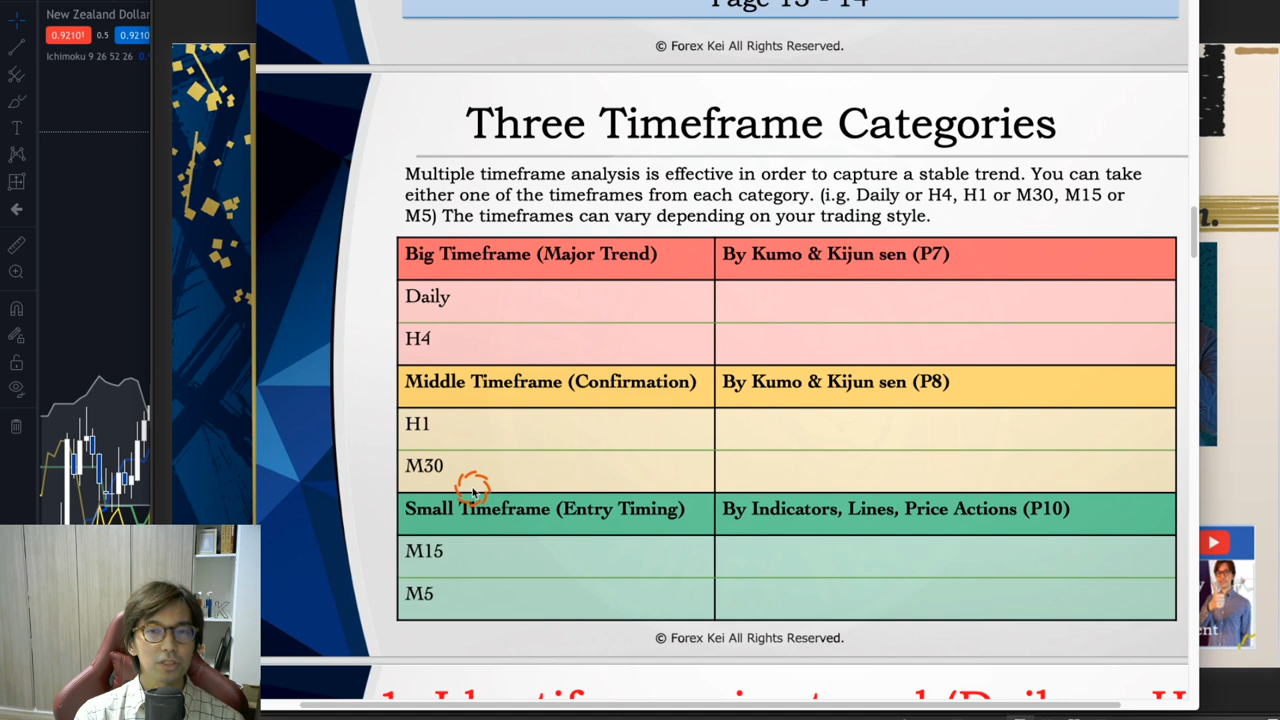 New Zealand Dollar
0.9210¹ 0.5 0.9210
Ichimoku 9 26 52 26
Page 13 - 14
© Forex Kei All Rights Reserved.
Three Timeframe Categories
Multiple timeframe analysis is effective in order to capture a stable trend. You can take
either one of the timeframes from each category. (i.g. Daily or H4, H1 or M30, M15 or
M5) The timeframes can vary depending on your trading style.
Big Timeframe (Major Trend) By Kumo & Kijun sen (P7)
Daily
H4
Middle Timeframe (Confirmation) By Kumo & Kijun sen (P8)
H1
M30
Small Timeframe (Entry Timing) By Indicators, Lines, Price Actions (P10)
M15
M5
© Forex Kei All Rights Reserved.